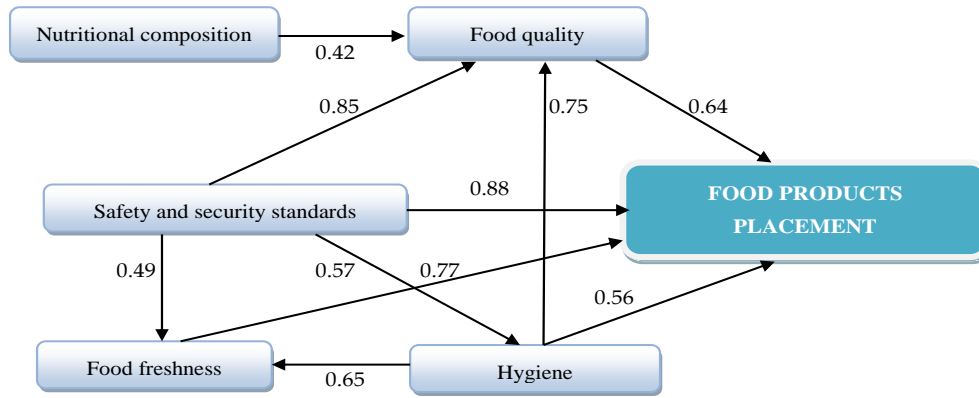 Nutritional composition
0.42
Food quality
0.85
0.75
0.64
Safety and security standards
0.88
FOOD PRODUCTS
PLACEMENT
0.49
0.57
0.77
0.56
Food freshness
0.65
Hygiene